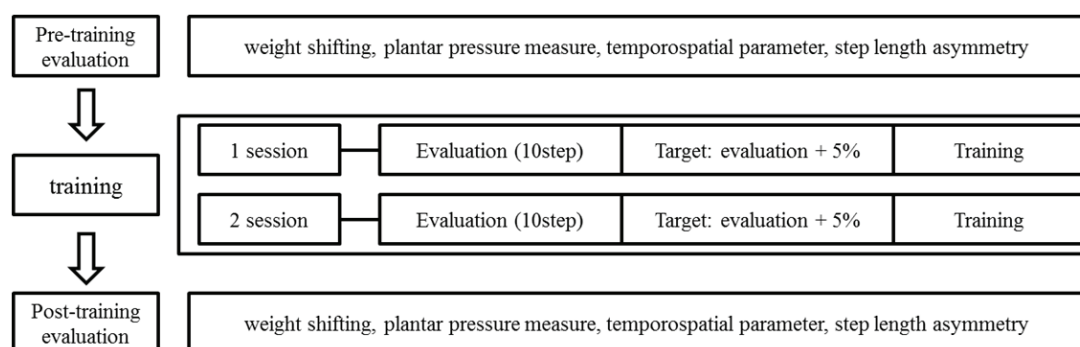 Pre-training
evaluation
weight shifting, plantar pressure measure, temporospatial parameter, step length asymmetry
training
1 session
Evaluation (10step)
Target: evaluation + 5%
Training
2 session
Evaluation (10step)
Target: evaluation + 5%
Training
Post-training
evaluation
weight shifting, plantar pressure measure, temporospatial parameter, step length asymmetry